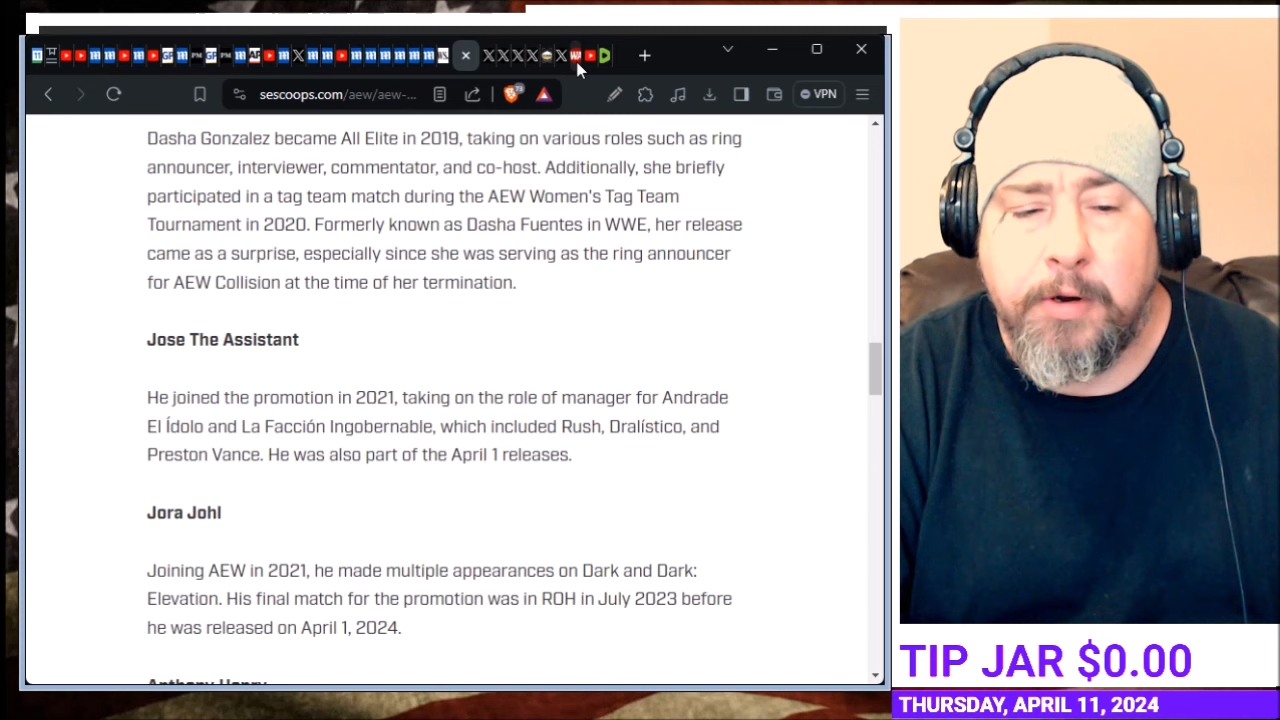 sescoops.com/aew/aew-...
VPN
Dasha Gonzalez became All Elite in 2019, taking on various roles such as ring
announcer, interviewer, commentator, and co-host. Additionally, she briefly
participated in a tag team match during the AEW Women's Tag Team
Tournament in 2020. Formerly known as Dasha Fuentes in WWE, her release
came as a surprise, especially since she was serving as the ring announcer
for AEW Collision at the time of her termination.
Jose The Assistant
He joined the promotion in 2021, taking on the role of manager for Andrade
El Ídolo and La Facción Ingobernable, which included Rush, Dralístico, and
Preston Vance. He was also part of the April 1 releases.
Jora Johl
Joining AEW in 2021, he made multiple appearances on Dark and Dark:
Elevation. His final match for the promotion was in ROH in July 2023 before
he was released on April 1, 2024.
Anthony Henry
TIP JAR $0.00
THURSDAY, APRIL 11, 2024